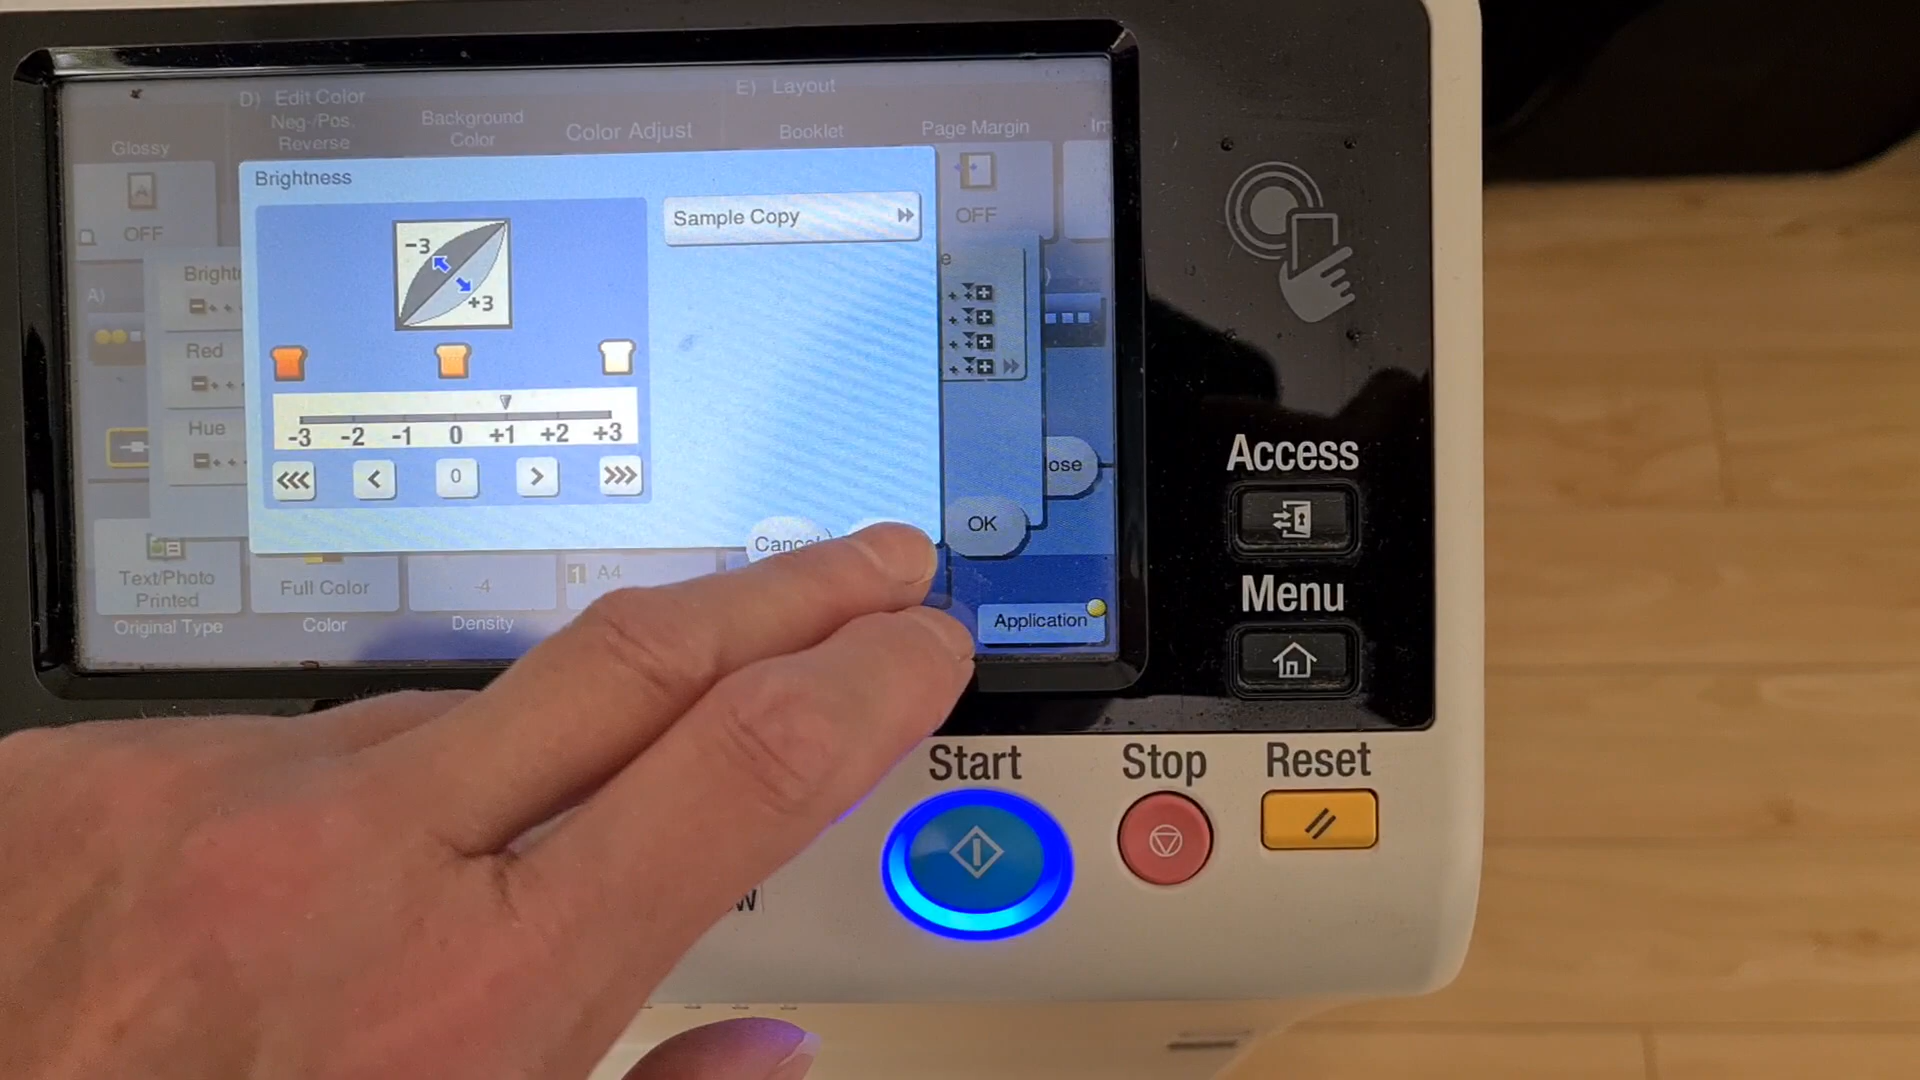 D) Edit Color
E) Layout
Glossy
Neg-/Pos.
Reverse
Background
Color
Color Adjust
Booklet
Page Margin
OFF
OFF
Brightness
Sample Copy
-3
+3
A)
Red
Hue
-3 -2 -1 0 +1 +2 +3
0
OK
Text/Photo
Printed
Full Color
-4
1 A4
Original Type
Color
Density
Application
Access
Menu
Start
Stop
Reset